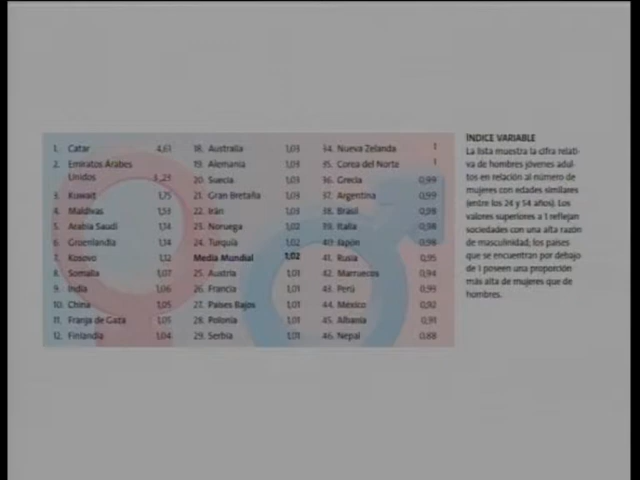 1. Catar 4,61
2. Emiratos Árabes
Unidos 3,23
3. Kuwait 1,75
4. Maldivas 1,53
5. Arabia Saudí 1,34
6. Groenlandia 1,14
7. Kosovo 1,12
8. Somalia 1,07
9. India 1,06
10. China 1,05
11. Franja de Gaza 1,05
12. Finlandia 1,04
18. Australia 1,03
19. Alemania 1,03
20. Suecia 1,03
21. Gran Bretaña 1,03
22. Irán 1,03
23. Noruega 1,02
24. Turquía 1,02
Media Mundial 1,02
25. Austria 1,01
26. Francia 1,01
27. Países Bajos 1,01
28. Polonia 1,01
29. Serbia 1,01
34. Nueva Zelanda 1
35. Corea del Norte 1
36. Grecia 0,99
37. Argentina 0,99
38. Brasil 0,98
39. Italia 0,98
40. Japón 0,98
41. Rusia 0,95
42. Marruecos 0,94
43. Perú 0,93
44. México 0,92
45. Albania 0,91
46. Nepal 0,88
ÍNDICE VARIABLE
La lista muestra la cifra relati-
va de hombres jóvenes adul-
tos en relación al número de
mujeres con edades similares
(entre los 24 y 54 años). Los
valores superiores a 1 reflejan
sociedades con una alta razón
de masculinidad; los países
que se encuentran por debajo
de 1 poseen una proporción
más alta de mujeres que de
hombres.